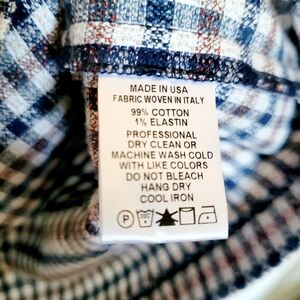 MADE IN USA
FABRIC WOVEN IN ITALY
99% COTTON
1% ELASTIN
PROFESSIONAL
DRY CLEAN OR
MACHINE WASH COLD
WITH LIKE COLORS
DO NOT BLEACH
HANG DRY
COOL IRON
P